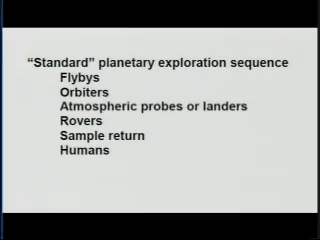 “Standard” planetary exploration sequence
Flybys
Orbiters
Atmospheric probes or landers
Rovers
Sample return
Humans